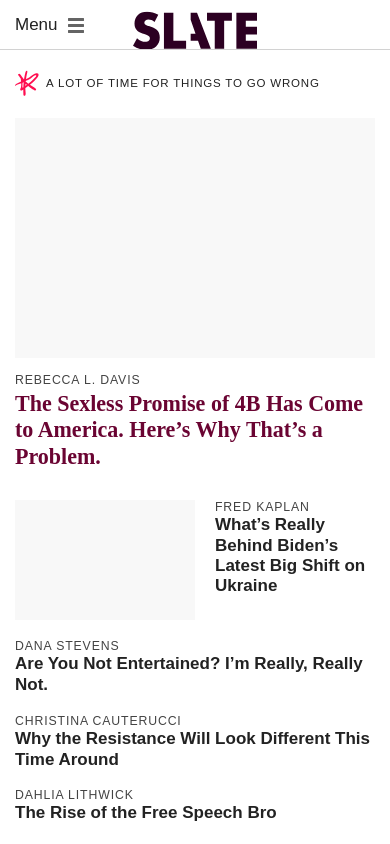 Menu
SLATE
A LOT OF TIME FOR THINGS TO GO WRONG
REBECCA L. DAVIS
The Sexless Promise of 4B Has Come
to America. Here’s Why That’s a
Problem.
FRED KAPLAN
What’s Really
Behind Biden’s
Latest Big Shift on
Ukraine
DANA STEVENS
Are You Not Entertained? I’m Really, Really
Not.
CHRISTINA CAUTERUCCI
Why the Resistance Will Look Different This
Time Around
DAHLIA LITHWICK
The Rise of the Free Speech Bro